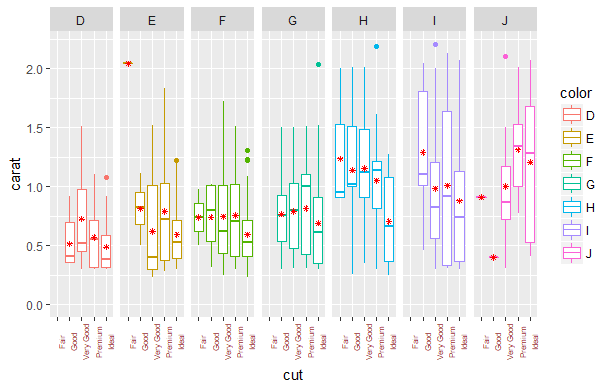 D E F G H I J
2.0
1.5
1.0
0.5
0.0
carat
Fair Good Very Good Premium Ideal Fair Good Very Good Premium Ideal Fair Good Very Good Premium Ideal Fair Good Very Good Premium Ideal Fair Good Very Good Premium Ideal Fair Good Very Good Premium Ideal Fair Good Very Good Premium Ideal
cut
color
D
E
F
G
H
I
J